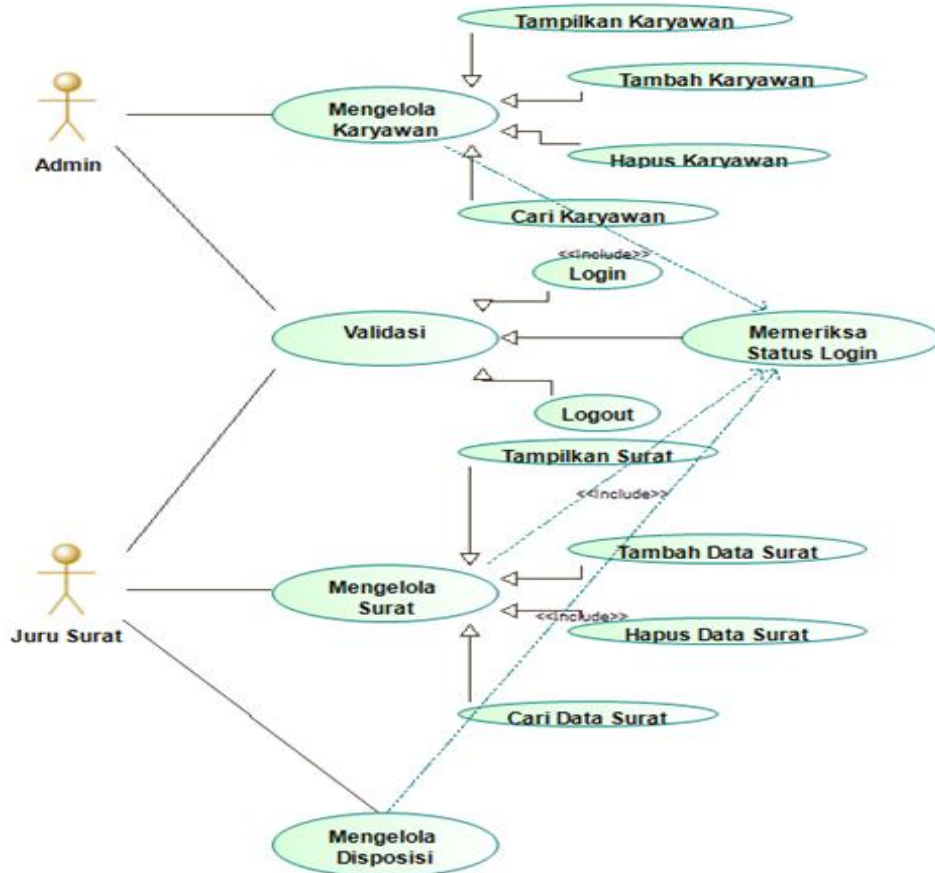 Tampilkan Karyawan
Tambah Karyawan
Mengelola
Karyawan
Admin
Hapus Karyawan
Cari Karyawan
<<Include>>
Login
Validasi
Memeriksa
Status Login
Logout
Tampilkan Surat
<<Include>>
Tambah Data Surat
Mengelola
Surat
<<Include>>
Juru Surat
Hapus Data Surat
Cari Data Surat
Mengelola
Disposisi